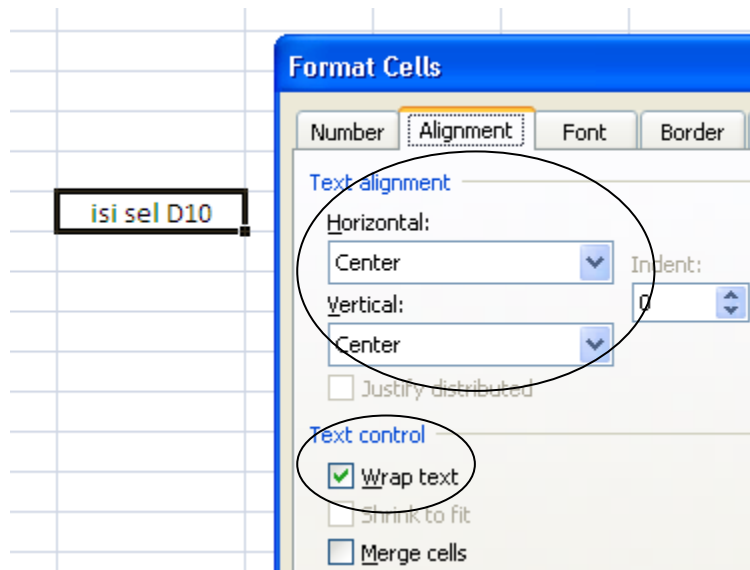 Format Cells
Number Alignment Font Border
Text alignment
isi sel D10
Horizontal:
Center
Indent:
Vertical:
0
Center
Justify distributed
Text control
Wrap text
Shrink to fit
Merge cells